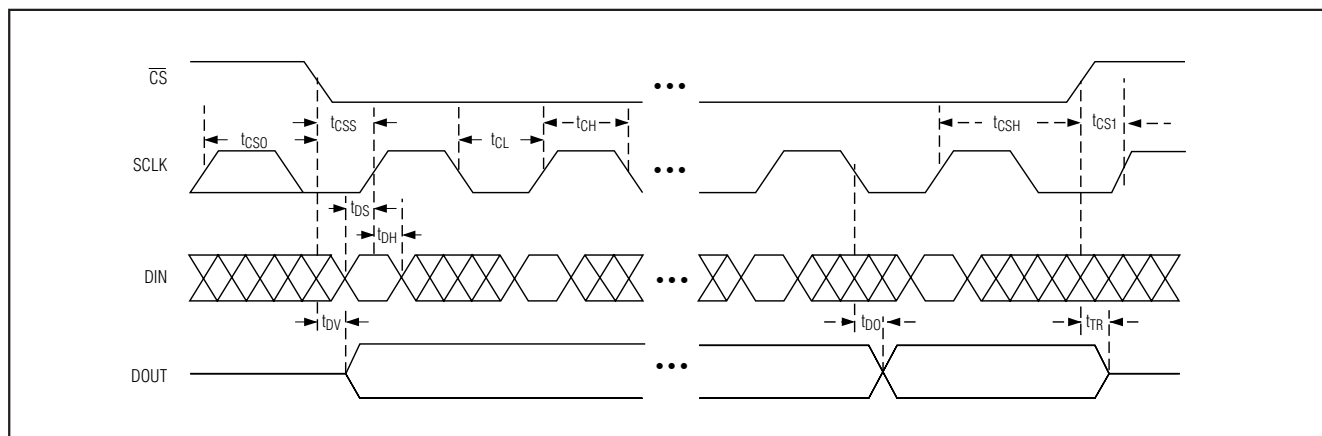 CS
tCSS
tCH
tCSH
tCS1
tCSO
tCL
SCLK
tDS
tDH
DIN
tDV
tDO
tTR
DOUT